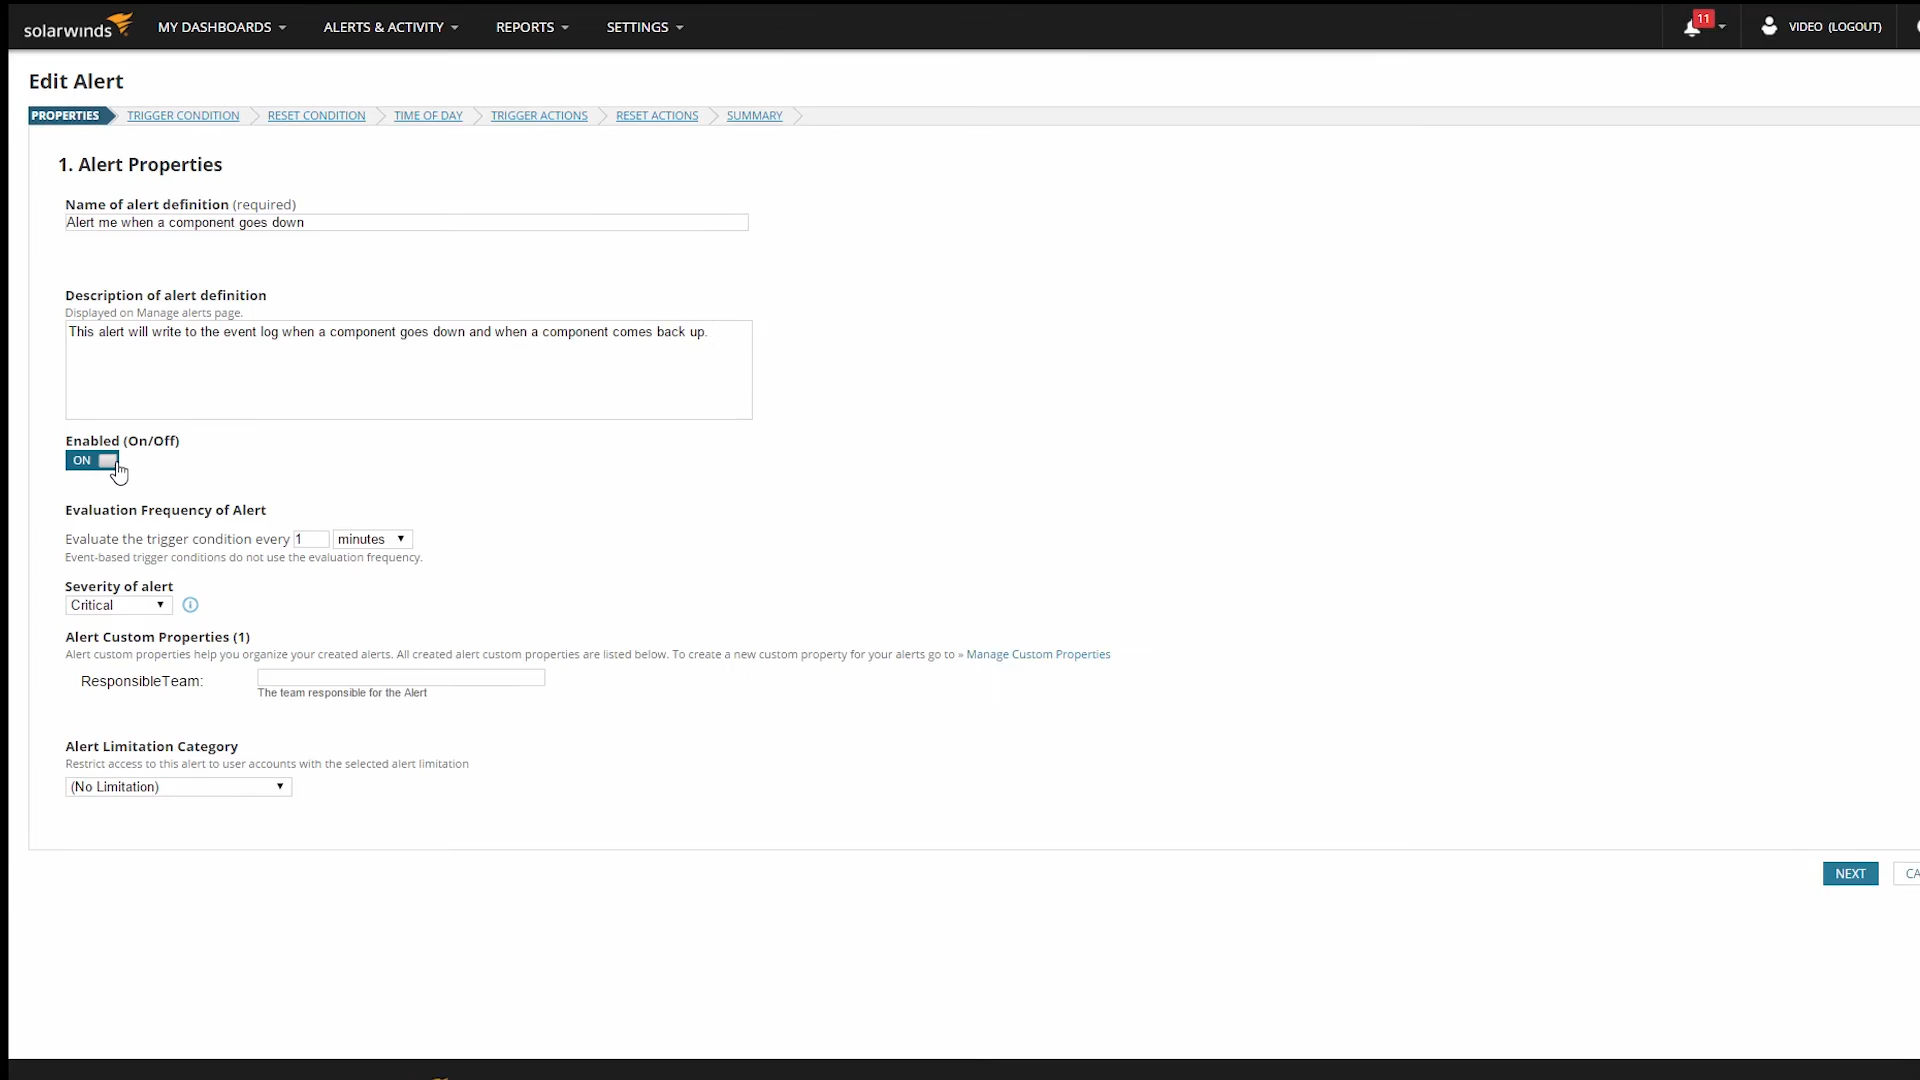 solarwinds MY DASHBOARDS ALERTS & ACTIVITY REPORTS SETTINGS 11 VIDEO (LOGOUT)
Edit Alert
PROPERTIES TRIGGER CONDITION RESET CONDITION TIME OF DAY TRIGGER ACTIONS RESET ACTIONS SUMMARY
1. Alert Properties
Name of alert definition (required)
Alert me when a component goes down
Description of alert definition
Displayed on Manage alerts page.
This alert will write to the event log when a component goes down and when a component comes back up.
Enabled (On/Off)
ON
Evaluation Frequency of Alert
Evaluate the trigger condition every 1 minutes
Event-based trigger conditions do not use the evaluation frequency.
Severity of alert
Critical
Alert Custom Properties (1)
Alert custom properties help you organize your created alerts. All created alert custom properties are listed below. To create a new custom property for your alerts go to » Manage Custom Properties
ResponsibleTeam:
The team responsible for the Alert
Alert Limitation Category
Restrict access to this alert to user accounts with the selected alert limitation
(No Limitation)
NEXT CA